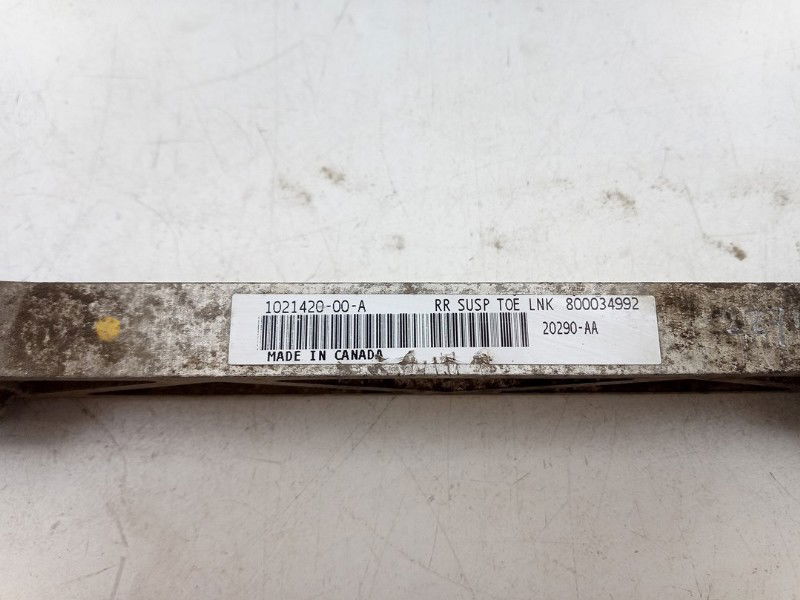 1021420-00-A RR SUSP TOE LNK 800034992
20290-AA
MADE IN CANADA